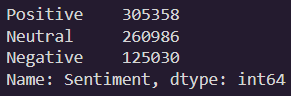 Positive    305358
Neutral     260986
Negative    125030
Name: Sentiment, dtype: int64